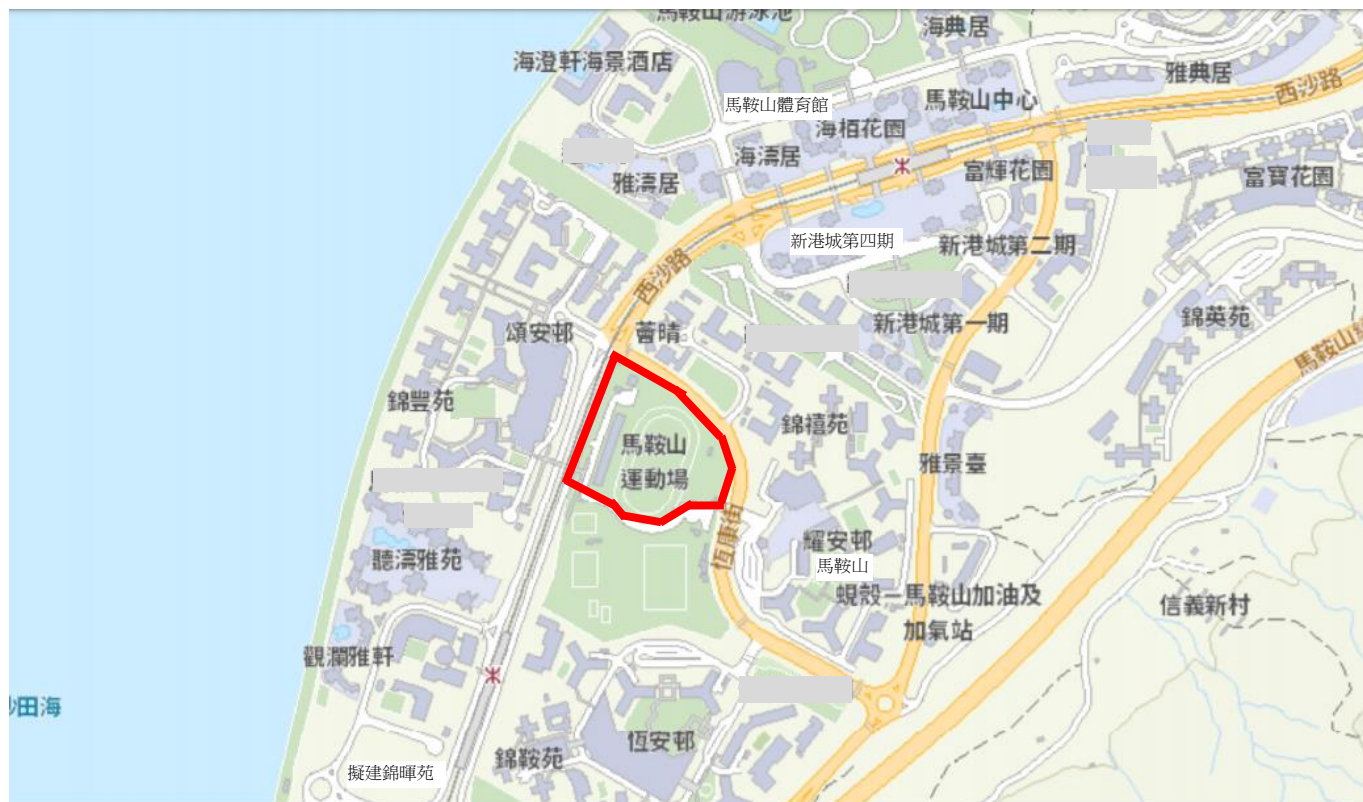 馬鞍山游泳池
海典居
海澄軒海景酒店
雅典居
西沙路
馬鞍山體育館
馬鞍山中心
海栢花園
海濤居
雅濤居
富輝花園
富寶花園
新港城第四期
新港城第二期
西沙路
新港城第一期
錦英苑
頌安邨
薈晴
馬鞍山
錦豐苑
錦禧苑
馬鞍山
運動場
雅景臺
恆康街
耀安邨
馬鞍山
聽濤雅苑
蜆殼－馬鞍山加油及
加氣站
信義新村
觀瀾雅軒
沙田海
恆安邨
錦鞍苑
擬建錦暉苑